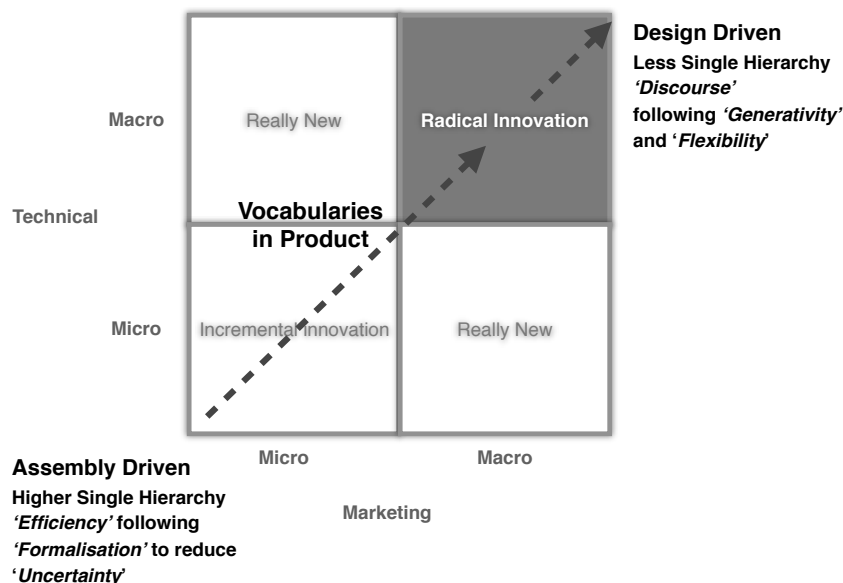 Design Driven
Less Single Hierarchy
‘Discourse’
following ‘Generativity’
and ‘Flexibility’
Macro
Really New
Radical Innovation
Technical
Vocabularies
in Product
Micro
Incremental Innovation
Really New
Micro
Macro
Marketing
Assembly Driven
Higher Single Hierarchy
‘Efficiency’ following
‘Formalisation’ to reduce
‘Uncertainty’